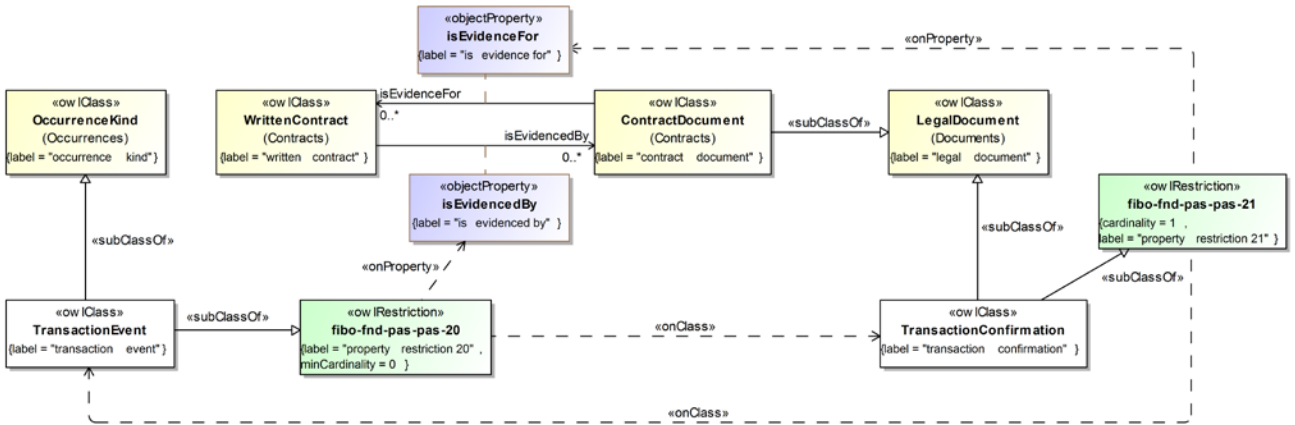 «objectProperty»
isEvidenceFor
{label = "is evidence for" }
«onProperty»
«owlClass»
OccurrenceKind
(Occurrences)
{label = "occurrence kind"}
«owlClass»
WrittenContract
(Contracts)
{label = "written contract" }
isEvidenceFor
0..*
isEvidencedBy
0..*
«owlClass»
ContractDocument
(Contracts)
{label = "contract document"}
«subClassOf»
«owlClass»
LegalDocument
(Documents)
{label = "legal document"}
«objectProperty»
isEvidencedBy
{label = "is evidenced by" }
«owlRestriction»
fibo-fnd-pas-pas-21
{cardinality = 1 ,
label = "property restriction 21" }
«subClassOf»
«onProperty»
«subClassOf»
«subClassOf»
«owlClass»
TransactionEvent
{label = "transaction event"}
«subClassOf»
«owlRestriction»
fibo-fnd-pas-pas-20
{label = "property restriction 20" ,
minCardinality = 0 }
«onClass»
«owlClass»
TransactionConfirmation
{label = "transaction confirmation" }
«onClass»